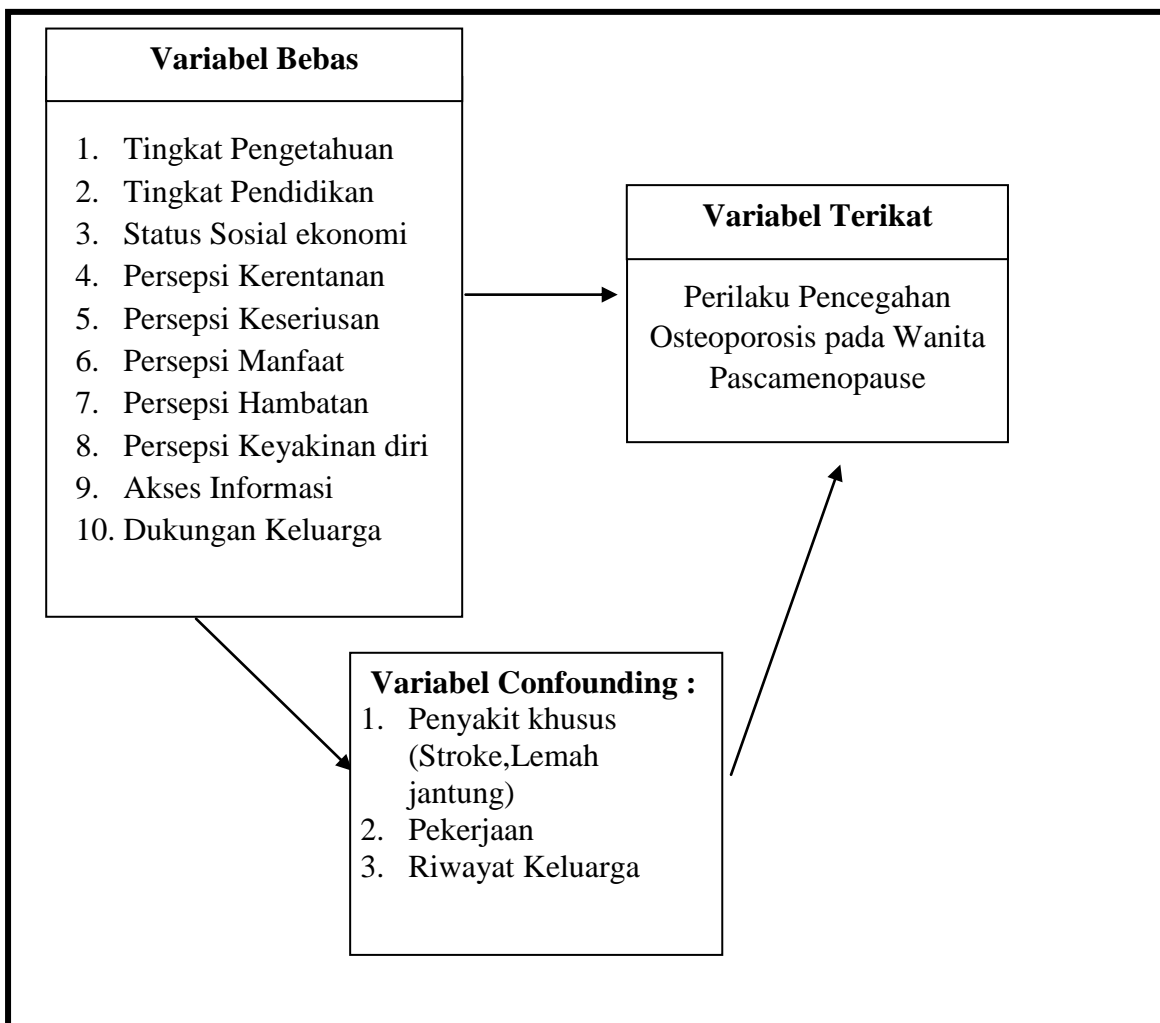 Variabel Bebas
1. Tingkat Pengetahuan
2. Tingkat Pendidikan
3. Status Sosial ekonomi
4. Persepsi Kerentanan
5. Persepsi Keseriusan
6. Persepsi Manfaat
7. Persepsi Hambatan
8. Persepsi Keyakinan diri
9. Akses Informasi
10. Dukungan Keluarga
Variabel Terikat
Perilaku Pencegahan
Osteoporosis pada Wanita
Pascamenopause
Variabel Confounding :
1. Penyakit khusus
(Stroke,Lemah
jantung)
2. Pekerjaan
3. Riwayat Keluarga